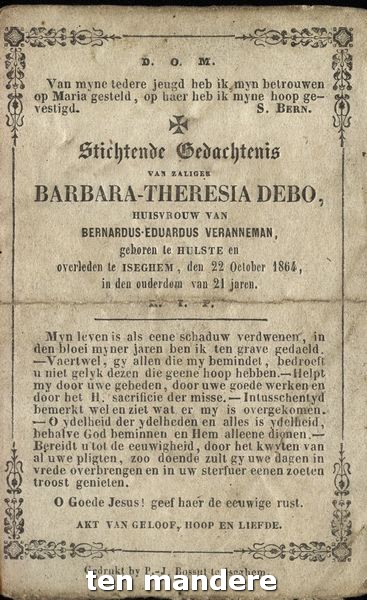 D. O. M.
Van myne tedere jeugd heb ik myn betrouwen
op Maria gesteld, op haer heb ik myne hoop ge-
vestigd. S. BERN.
Stichtende Gedachtenis
VAN ZALIGER
BARBARA-THERESIA DEBO,
HUISVROUW VAN
BERNARDUS-EDUARDUS VERANNEMAN,
geboren te HULSTE en
overleden te ISEGHEM, den 22 October 1864,
in den ouderdom van 21 jaren.
R. I. P.
Myn leven is als eene schaduw verdwenen, in
den bloei myner jaren ben ik ten grave gedaeld.
—Vaertwel, gy allen die my bemindet, bedroeft
u niet gelyk dezen die geene hoop hebben.—Helpt
my door uwe gebeden, door uwe goede werken en
door het H. sacrificie der misse.— Intusschentyd
bemerkt wel en ziet wat er my is overgekomen.
—O ydelheid der ydelheden en alles is ydelheid,
behalve God beminnen en Hem alleene dienen.—
Bereidt u tot de eeuwigheid, door het kwyten van
al uwe pligten, zoo doende zult gy uwe dagen in
vrede overbrengen en in uw sterfuer eenen zoeten
troost genieten.
O Goede Jesus! geef haer de eeuwige rust.
AKT VAN GELOOF, HOOP EN LIEFDE.
Gedrukt by P.-J. Bossut te Iseghem.
ten mandere